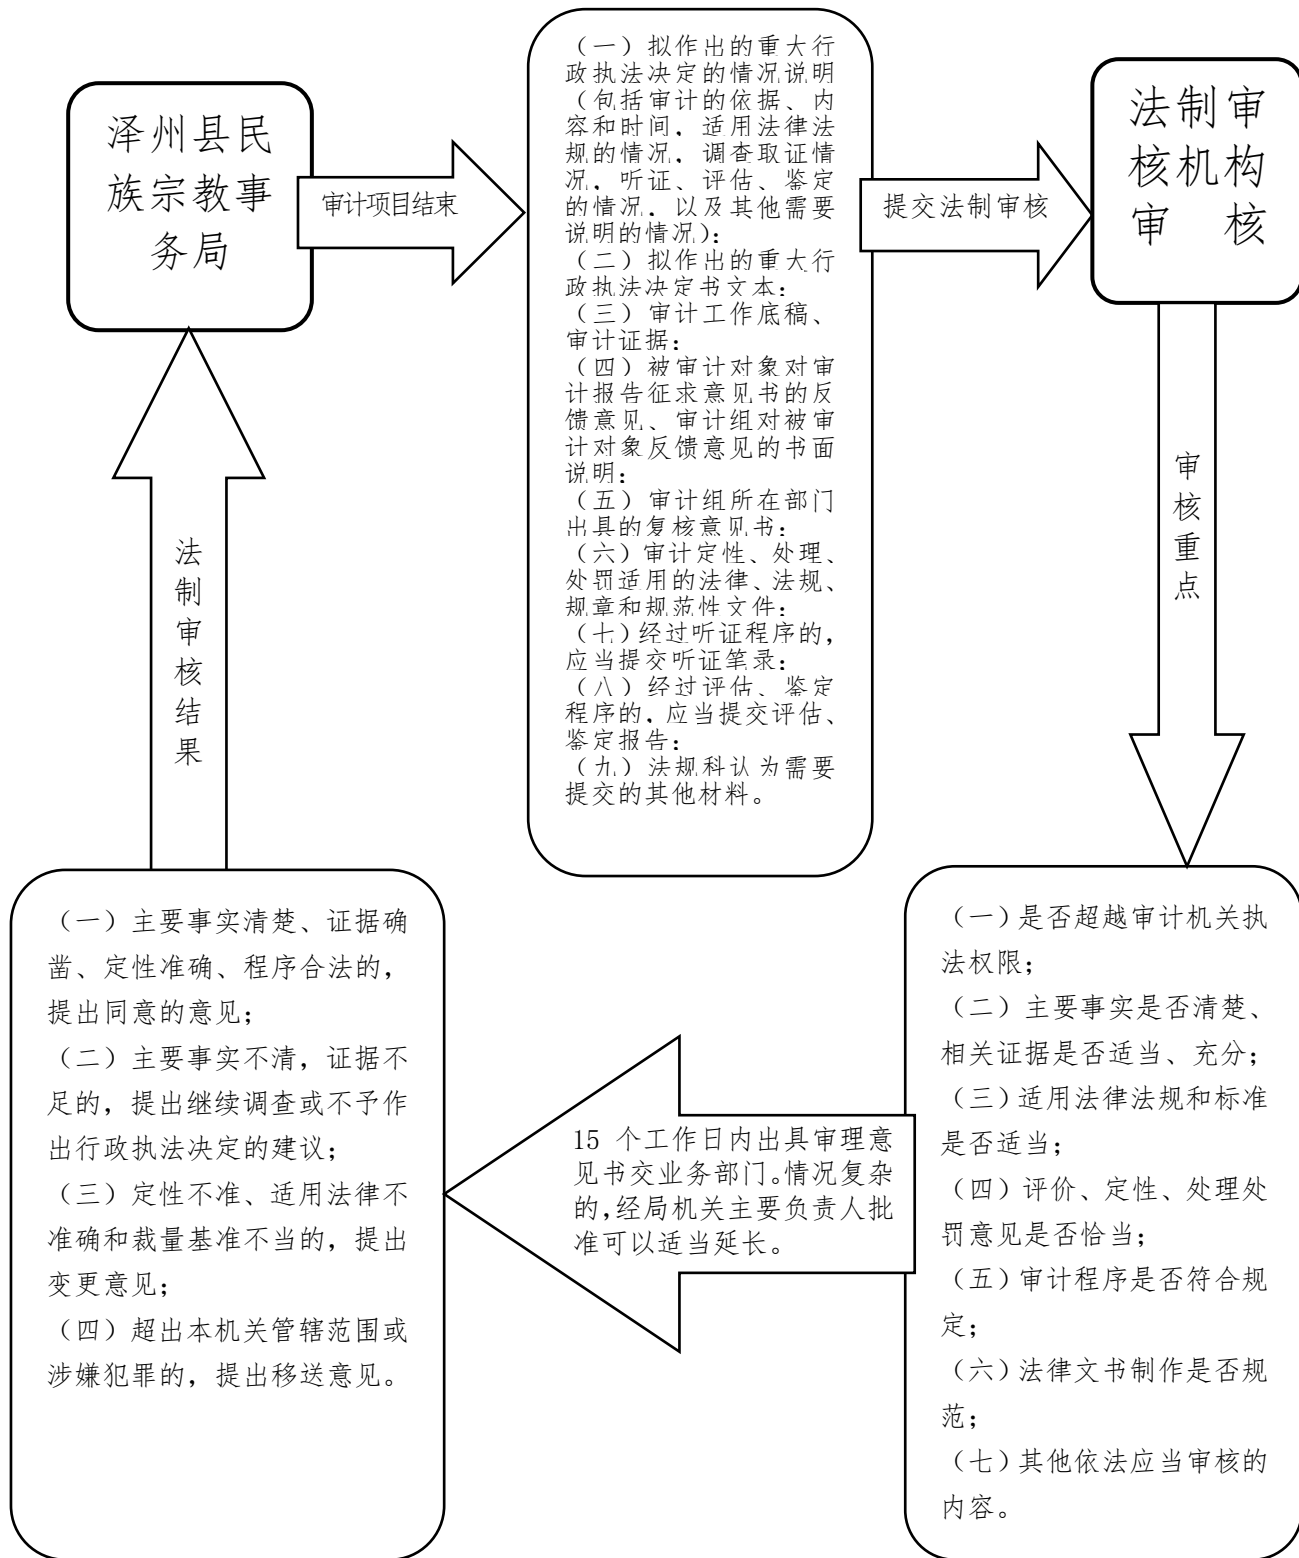 泽州县民
族宗教事
务局
审计项目结束
（一）拟作出的重大行
政执法决定的情况说明
（包括审计的依据、内
容和时间，适用法律法
规的情况，调查取证情
况，听证、评估、鉴定
的情况，以及其他需要
说明的情况）；
（二）拟作出的重大行
政执法决定书文本；
（三）审计工作底稿、
审计证据；
（四）被审计对象对审
计报告征求意见书的反
馈意见、审计组对被审
计对象反馈意见的书面
说明；
（五）审计组所在部门
出具的复核意见书；
（六）审计定性、处理、
处罚适用的法律、法规、
规章和规范性文件；
（七）经过听证程序的，
应当提交听证笔录；
（八）经过评估、鉴定
程序的，应当提交评估、
鉴定报告；
（九）法规科认为需要
提交的其他材料。
提交法制审核
法制审
核机构
审 核
审核重点
（一）是否超越审计机关执
法权限；
（二）主要事实是否清楚、
相关证据是否适当、充分；
（三）适用法律法规和标准
是否适当；
（四）评价、定性、处理处
罚意见是否恰当；
（五）审计程序是否符合规
定；
（六）法律文书制作是否规
范；
（七）其他依法应当审核的
内容。
15 个工作日内出具审理意
见书交业务部门。情况复杂
的，经局机关主要负责人批
准可以适当延长。
（一）主要事实清楚、证据确
凿、定性准确、程序合法的，
提出同意的意见；
（二）主要事实不清，证据不
足的，提出继续调查或不予作
出行政执法决定的建议；
（三）定性不准、适用法律不
准确和裁量基准不当的，提出
变更意见；
（四）超出本机关管辖范围或
涉嫌犯罪的，提出移送意见。
法制审核结果